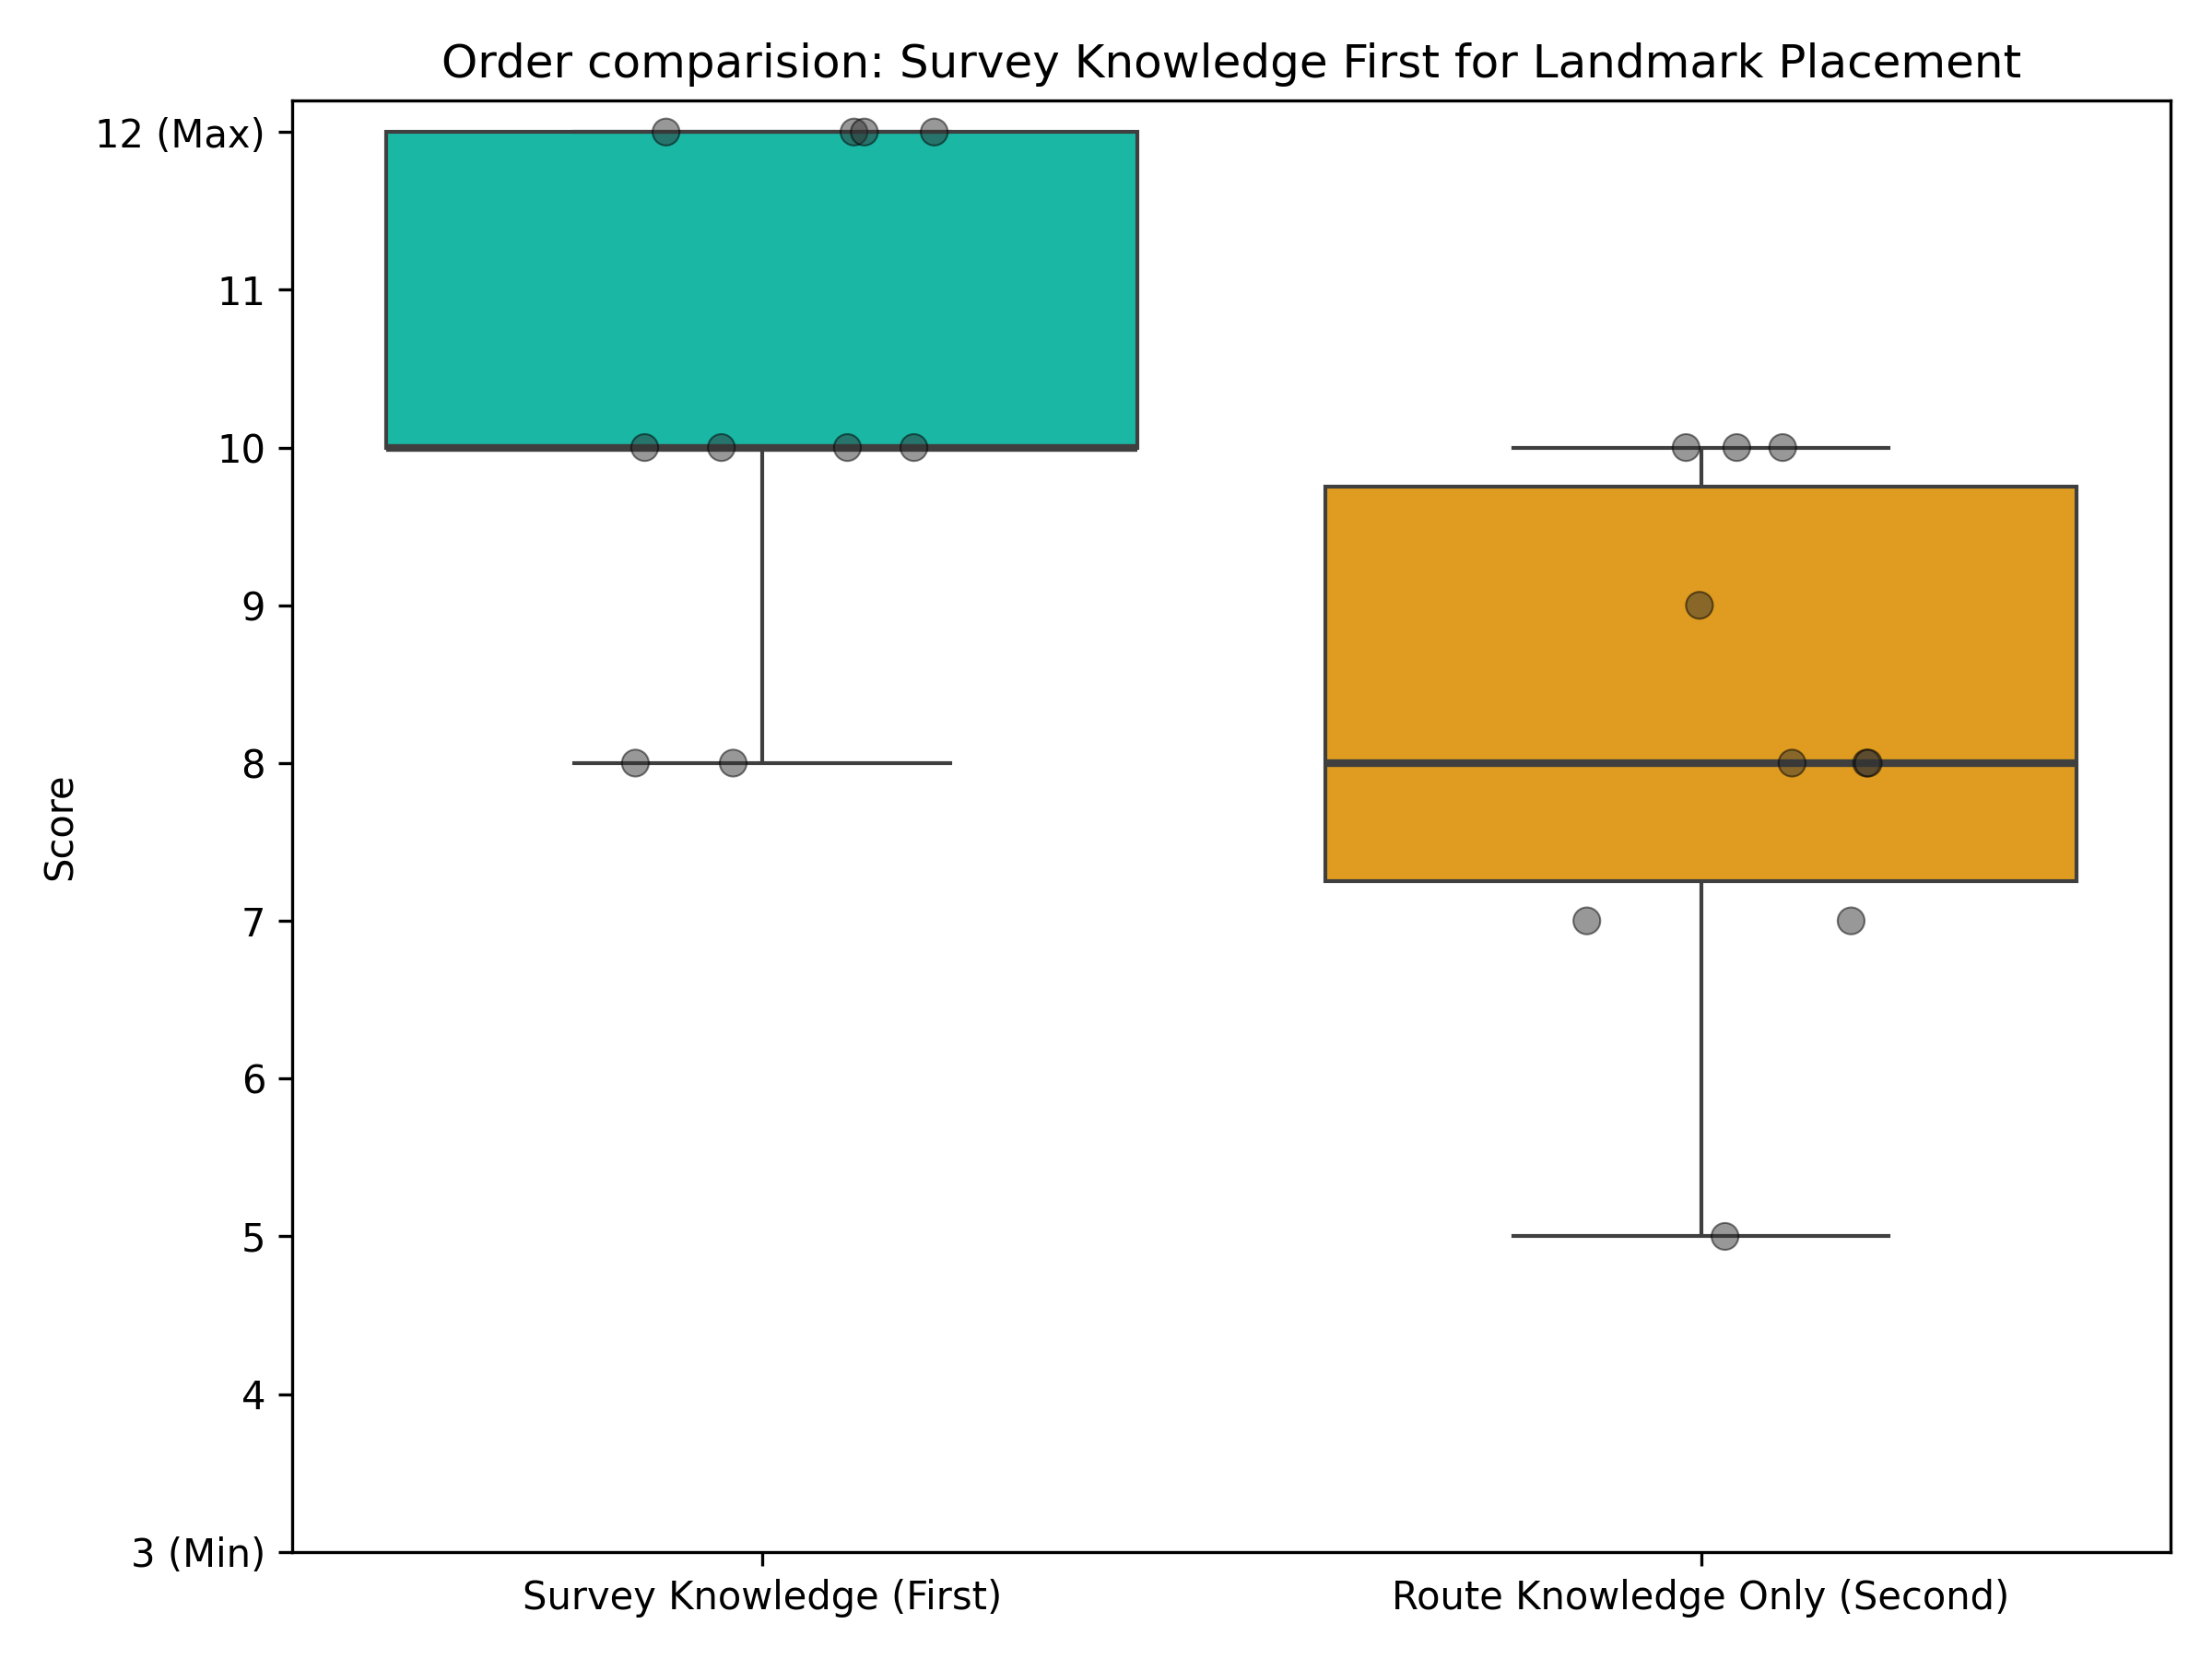 Order comparision: Survey Knowledge First for Landmark Placement
12 (Max)
11
10
9
8
7
6
5
4
3 (Min)
Score
Survey Knowledge (First)
Route Knowledge Only (Second)